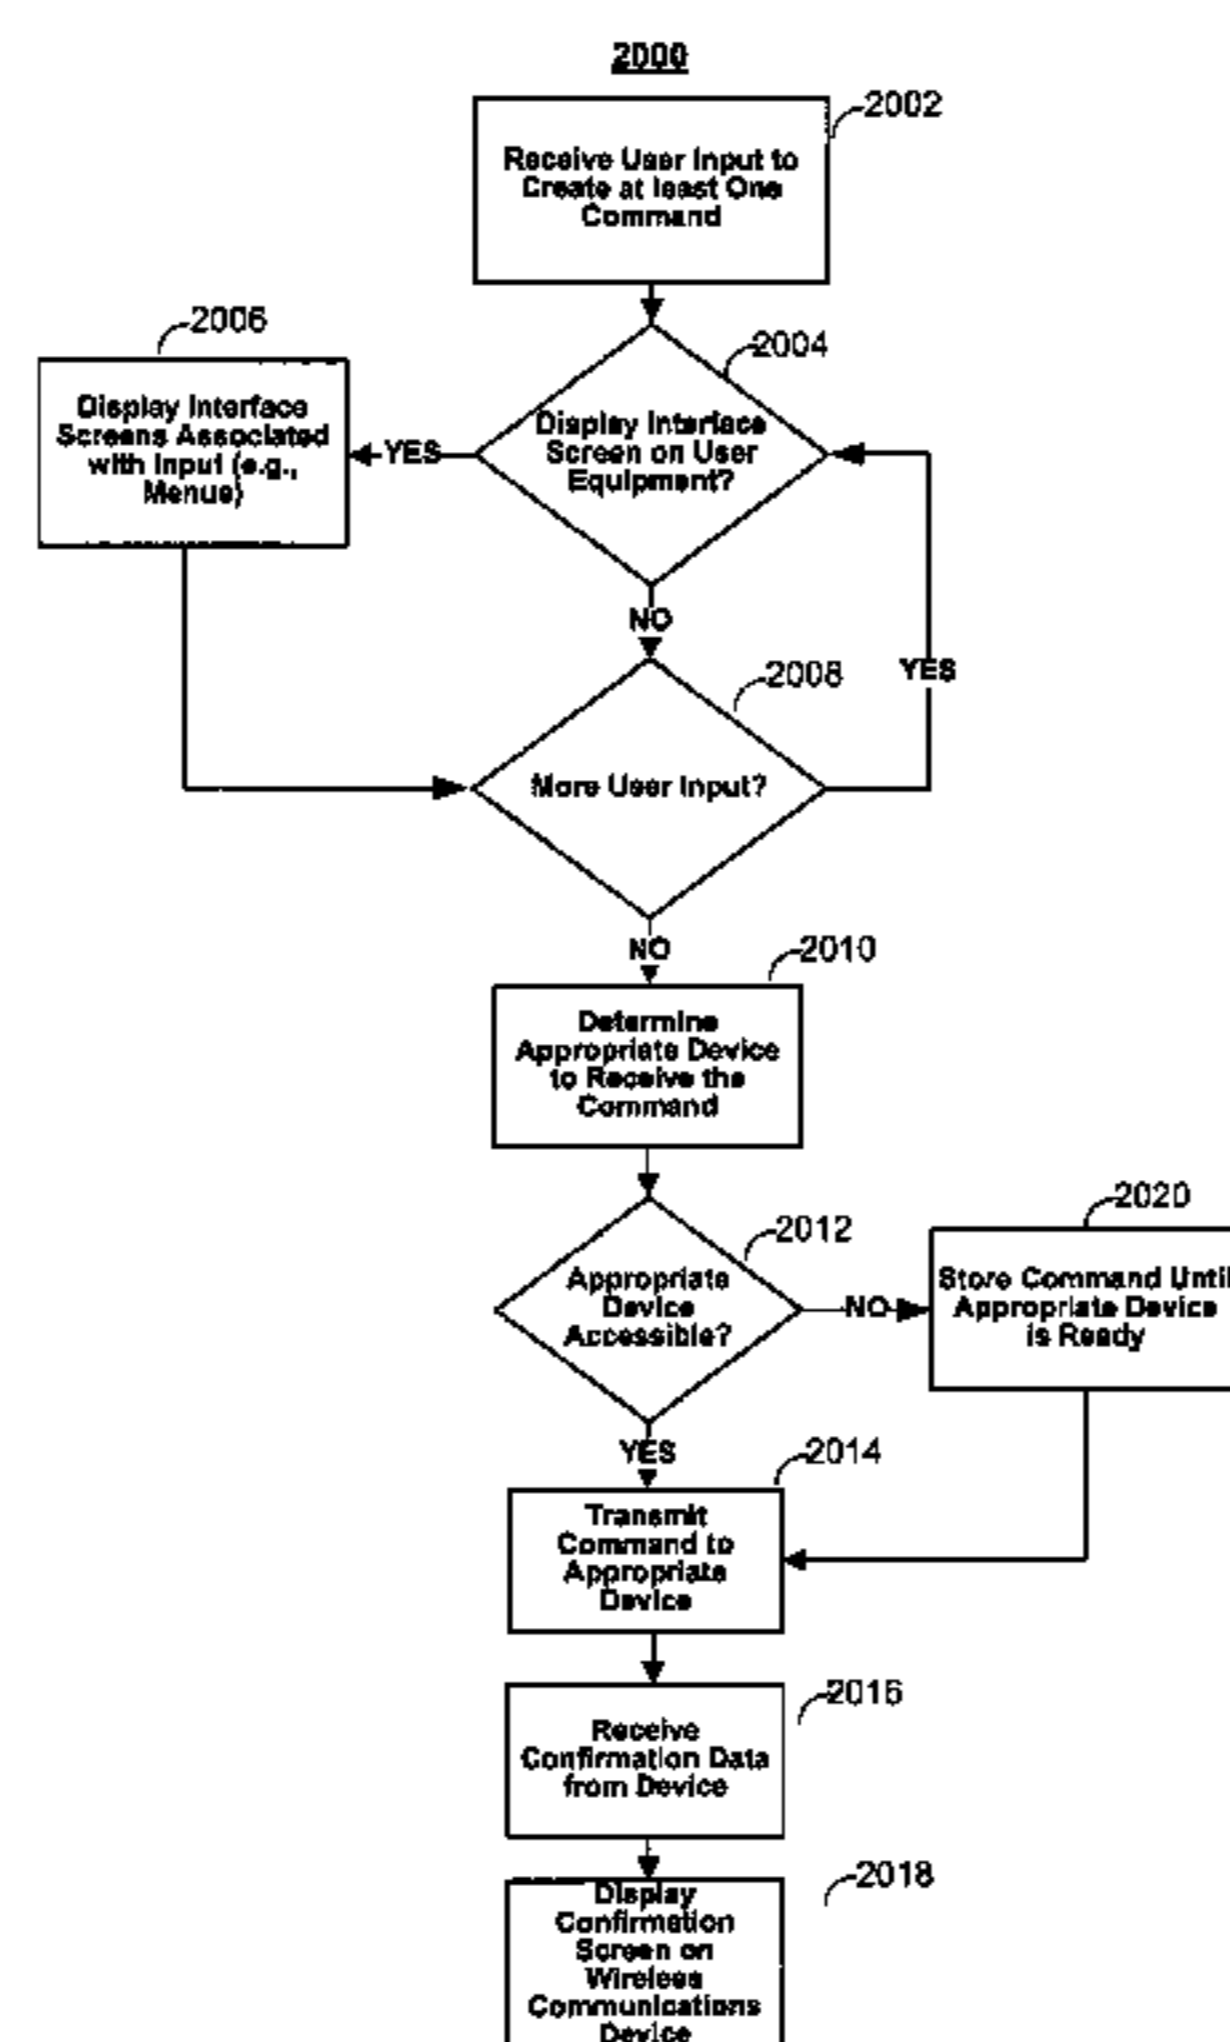 2000
2002
Receive User Input to
Create at least One
Command
2004
Display Interface
Screen on User
Equipment?
YES
2006
Display Interface
Screens Associated
with Input (e.g.,
Menus)
NO
2008
More User Input?
YES
NO
2010
Determine
Appropriate Device
to Receive the
Command
2012
Appropriate
Device
Accessible?
NO
2020
Store Command Until
Appropriate Device
is Ready
YES
2014
Transmit
Command to
Appropriate
Device
2016
Receive
Confirmation Data
from Device
2018
Display
Confirmation
Screen on
Wireless
Communications
Device